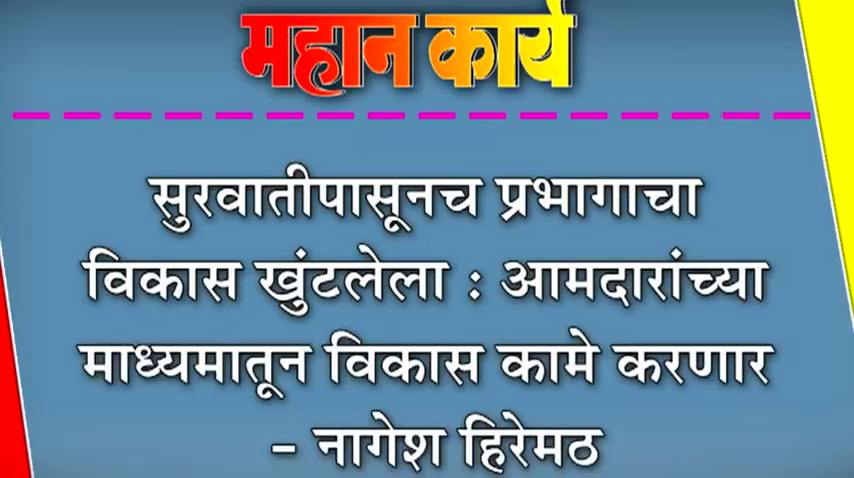 महान कार्य
सुरवातीपासूनच प्रभागाचा
विकास खुंटलेला : आमदारांच्या
माध्यमातून विकास कामे करणार
- नागेश हिरेमठ